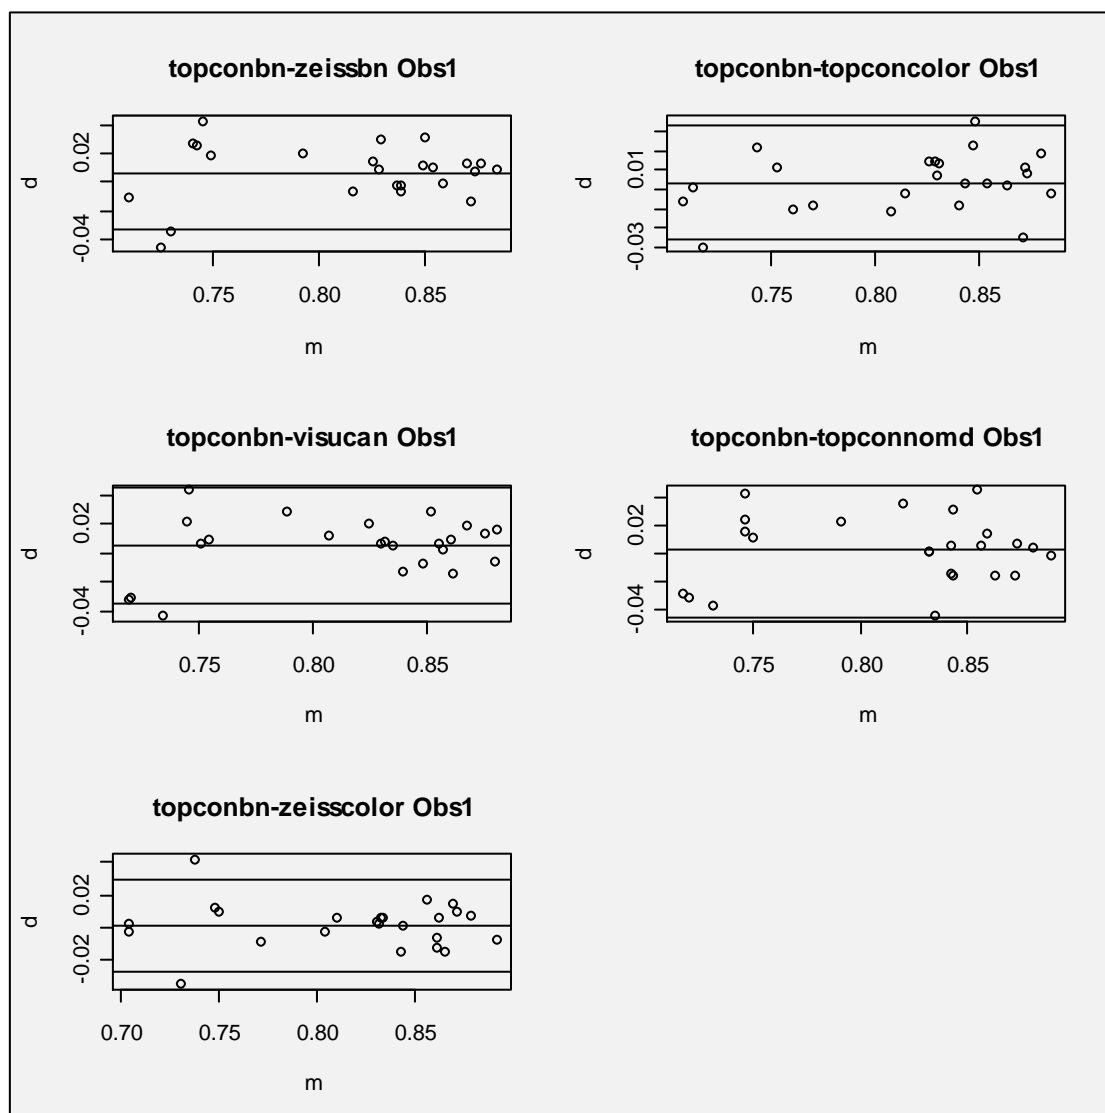 topconbn-zeissbn Obs1
0.02
-0.04
d
0.75 0.80 0.85
m
topconbn-topconcolor Obs1
0.01
-0.03
d
0.75 0.80 0.85
m
topconbn-visucan Obs1
0.02
-0.04
d
0.75 0.80 0.85
m
topconbn-topconnomd Obs1
0.02
-0.04
d
0.75 0.80 0.85
m
topconbn-zeisscolor Obs1
0.02
-0.02
d
0.70 0.75 0.80 0.85
m